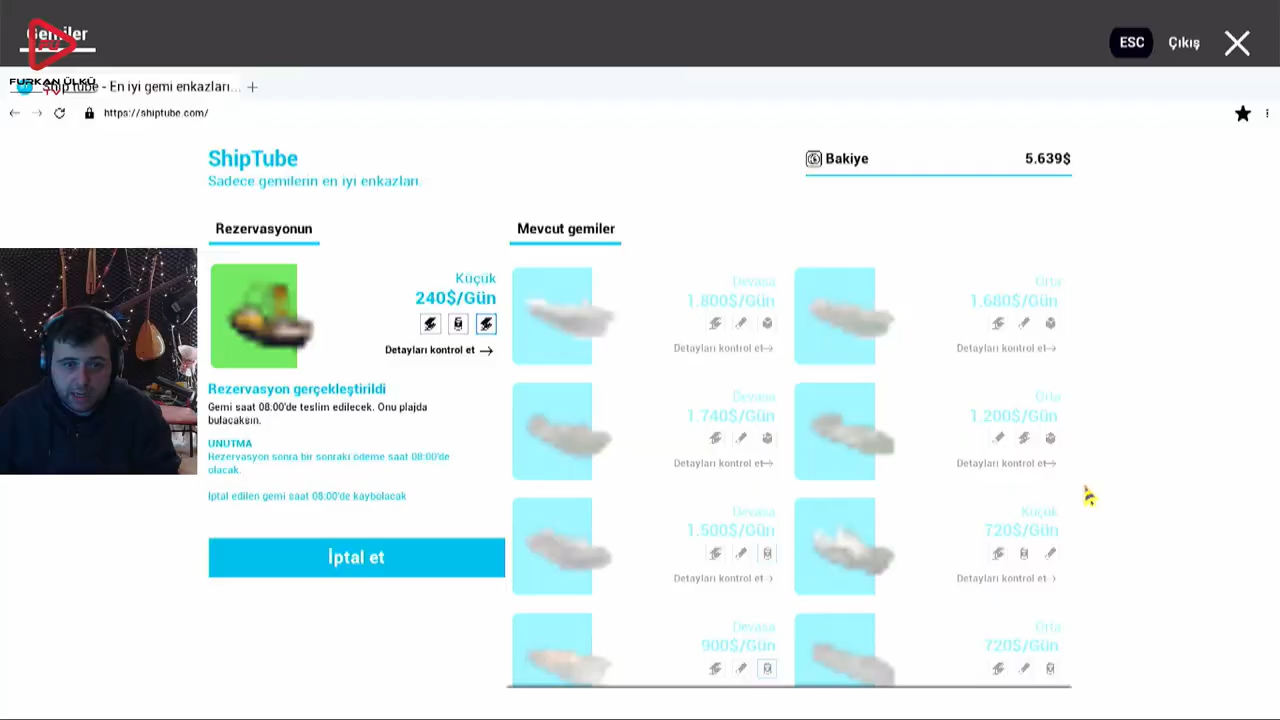 Gemiler
ESC Çıkış
FURKAN ÜLKÜ
TV
Ship tube - En iyi gemi enkazları...
https://shiptube.com/
ShipTube
Sadece gemilerin en iyi enkazları.
Bakiye 5.639$
Rezervasyonun
Mevcut gemiler
Küçük
240$/Gün
Detayları kontrol et
Rezervasyon gerçekleştirildi
Gemi saat 08:00'de teslim edilecek. Onu plajda
bulacaksın.
UNUTMA
Rezervasyon sonra bir sonraki ödeme saat 08:00'de
olacak.
İptal edilen gemi saat 08:00'de kaybolacak
İptal et
Devasa
1.800$/Gün
Detayları kontrol et
Orta
1.680$/Gün
Detayları kontrol et
Devasa
1.740$/Gün
Detayları kontrol et
Orta
1.200$/Gün
Detayları kontrol et
Devasa
1.500$/Gün
Detayları kontrol et
Küçük
720$/Gün
Detayları kontrol et
Devasa
900$/Gün
Orta
720$/Gün